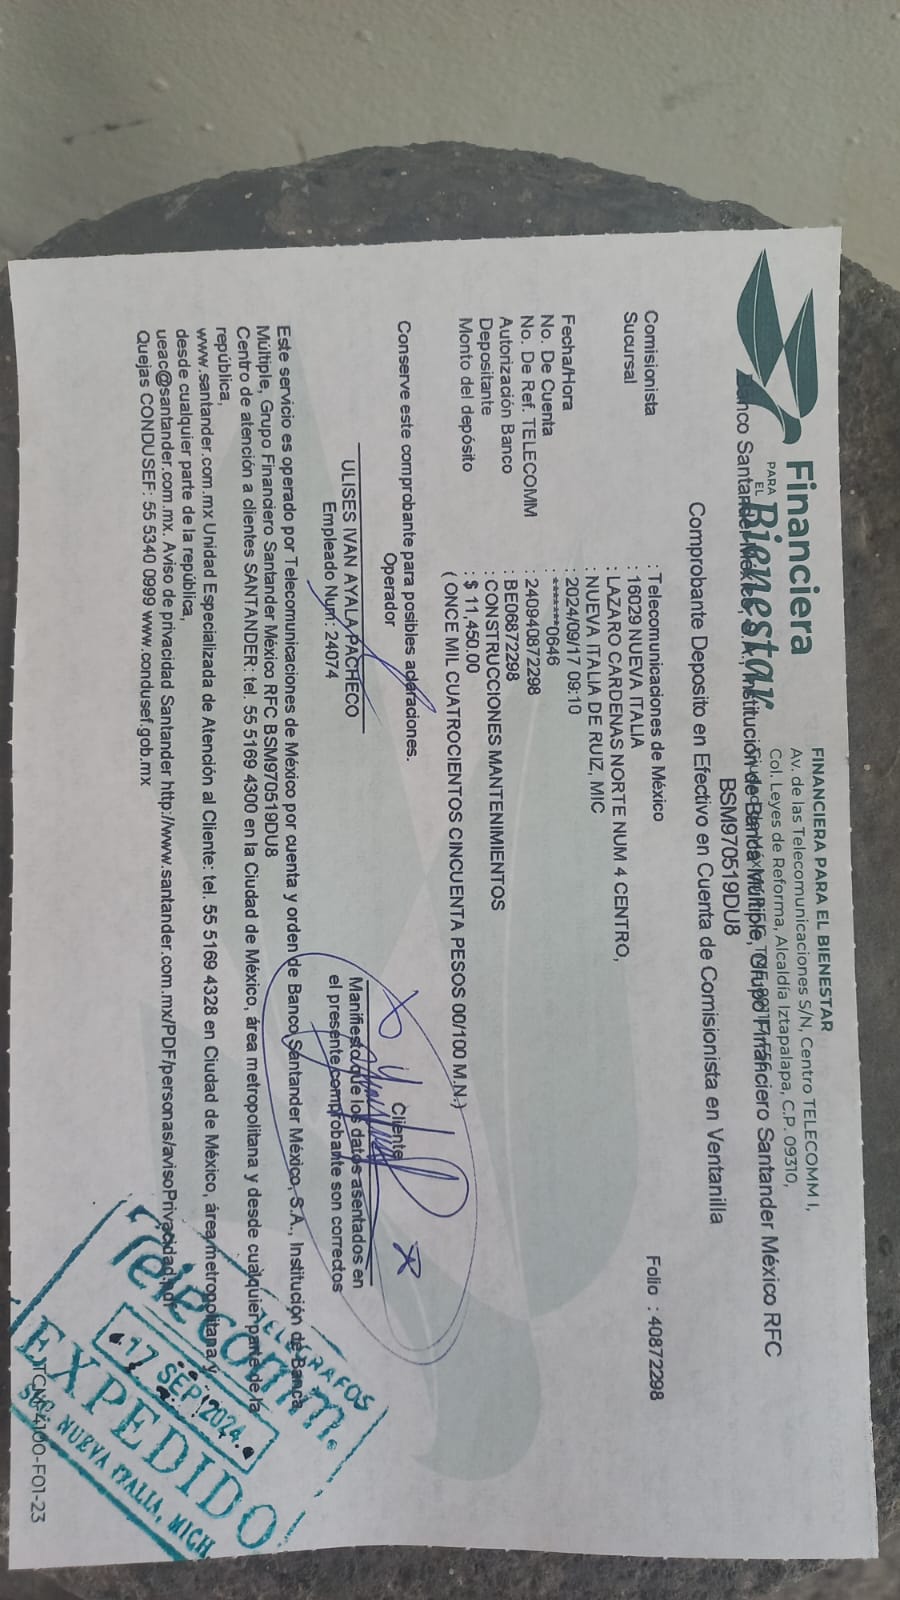 Financiera
PARA EL Bienestar
FINANCIERA PARA EL BIENESTAR
Av. de las Telecomunicaciones S/N, Centro TELECOMM I,
Col. Leyes de Reforma, Alcaldía Iztapalapa, C.P. 09310,
Banco Santander México, S.A., Institución de Banca Múltiple, Grupo Financiero Santander México RFC
BSM970519DU8
Comprobante Deposito en Efectivo en Cuenta de Comisionista en Ventanilla
Folio : 40872298
Comisionista : Telecomunicaciones de México
Sucursal : 16029 NUEVA ITALIA
: LAZARO CARDENAS NORTE NUM 4 CENTRO,
: NUEVA ITALIA DE RUIZ, MIC
Fecha/Hora : 2024/09/17 09:10
No. De Cuenta : ******0646
No. De Ref. TELECOMM : 240940872298
Autorización Banco : BE06872298
Depositante : CONSTRUCCIONES MANTENIMIENTOS
Monto del depósito : $ 11,450.00
( ONCE MIL CUATROCIENTOS CINCUENTA PESOS 00/100 M.N.)
Conserve este comprobante para posibles aclaraciones.
Operador
Cliente
ULISES IVAN AYALA PACHECO
Empleado Num: 24074
Manifiesto que los datos asentados en
el presente comprobante son correctos
Este servicio es operado por Telecomunicaciones de México por cuenta y orden de Banco Santander México, S.A., Institución de Banca
Múltiple, Grupo Financiero Santander México RFC BSM970519DU8
Centro de atención a clientes SANTANDER: tel. 55 5169 4300 en la Ciudad de México, área metropolitana y desde cualquier parte de la
república,
www.santander.com.mx Unidad Especializada de Atención al Cliente: tel. 55 5169 4328 en Ciudad de México, área metropolitana y
desde cualquier parte de la república,
ueac@santander.com.mx. Aviso de privacidad Santander http://www.santander.com.mx/PDF/personas/avisoPrivacidad.pdf
Quejas CONDUSEF: 55 5340 0999 www.condusef.gob.mx
TELEGRAFOS
Telecomm.
17 SEP 2024
EXPEDIDO
SUC. NUEVA ITALIA, MICH
TCM-4100-F01-23